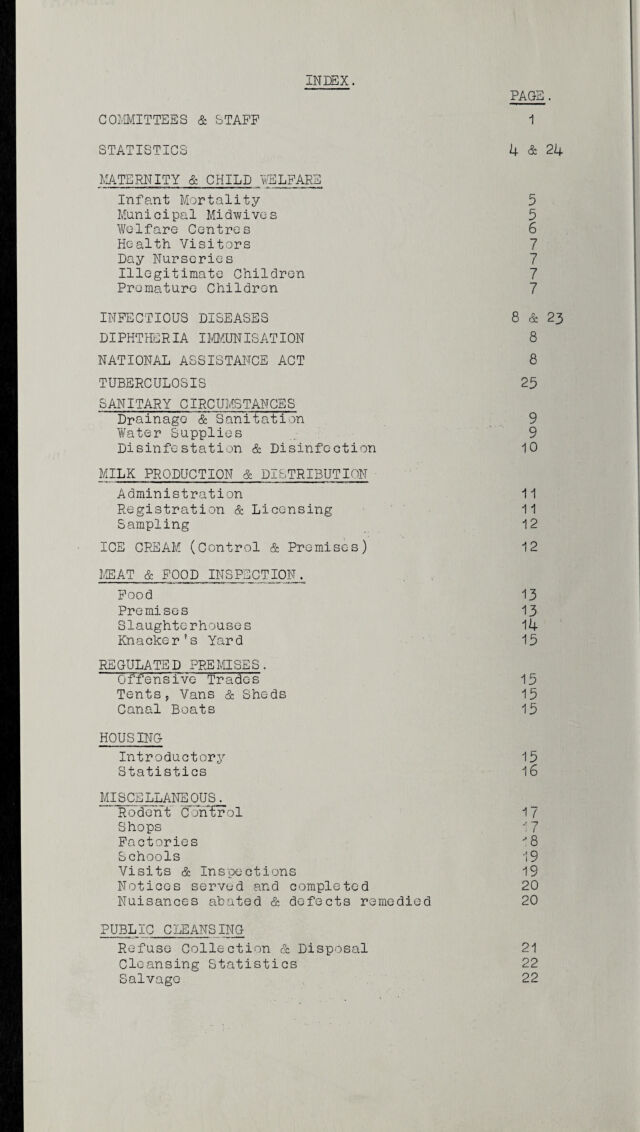 INDEX.
PAGE.
COMMITTEES & STAFF 1
STATISTICS 4 & 24
MATERNITY & CHILD WELFARE
Infant Mortality 5
Municipal Midwives 5
Welfare Centres 6
Health Visitors 7
Day Nurseries 7
Illegitimate Children 7
Premature Children 7
INFECTIOUS DISEASES 8 & 23
DIPHTHERIA IMMUNISATION 8
NATIONAL ASSISTANCE ACT 8
TUBERCULOSIS 25
SANITARY CIRCUMSTANCES
Drainage & Sanitation 9
Water Supplies 9
Disinfestation & Disinfection 10
MILK PRODUCTION & DISTRIBUTION
Administration 11
Registration & Licensing 11
Sampling 12
ICE CREAM (Control & Premises) 12
MEAT & FOOD INSPECTION.
Food 13
Premises 13
Slaughterhouses 14
Knacker's Yard 15
REGULATED PREMISES.
Offensive Trades 15
Tents, Vans & Sheds 15
Canal Boats 15
HOUSING
Introductory 15
Statistics 16
MISCELLANEOUS.
Rodent Control 17
Shops 17
Factories 18
Schools 19
Visits & Inspections 19
Notices served and completed 20
Nuisances abated & defects remedied 20
PUBLIC CLEANSING
Refuse Collection & Disposal 21
Cleansing Statistics 22
Salvage 22